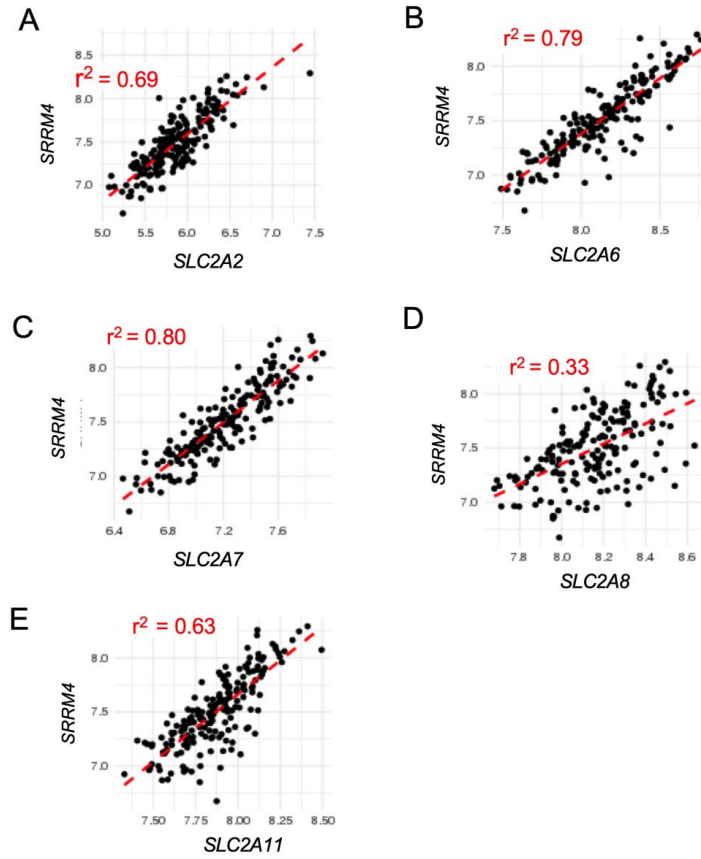 A
r² = 0.69
SRRM4
8.5
8.0
7.5
7.0
5.0 5.5 6.0 6.5 7.0 7.5
SLC2A2
B
r² = 0.79
SRRM4
8.0
7.5
7.0
7.5 8.0 8.5
SLC2A6
C
r² = 0.80
SRRM4
8.0
7.5
7.0
6.4 6.8 7.2 7.6
SLC2A7
D
r² = 0.33
SRRM4
8.0
7.5
7.0
7.8 8.0 8.2 8.4 8.6
SLC2A8
E
r² = 0.63
SRRM4
8.0
7.5
7.0
7.50 7.75 8.00 8.25 8.50
SLC2A11